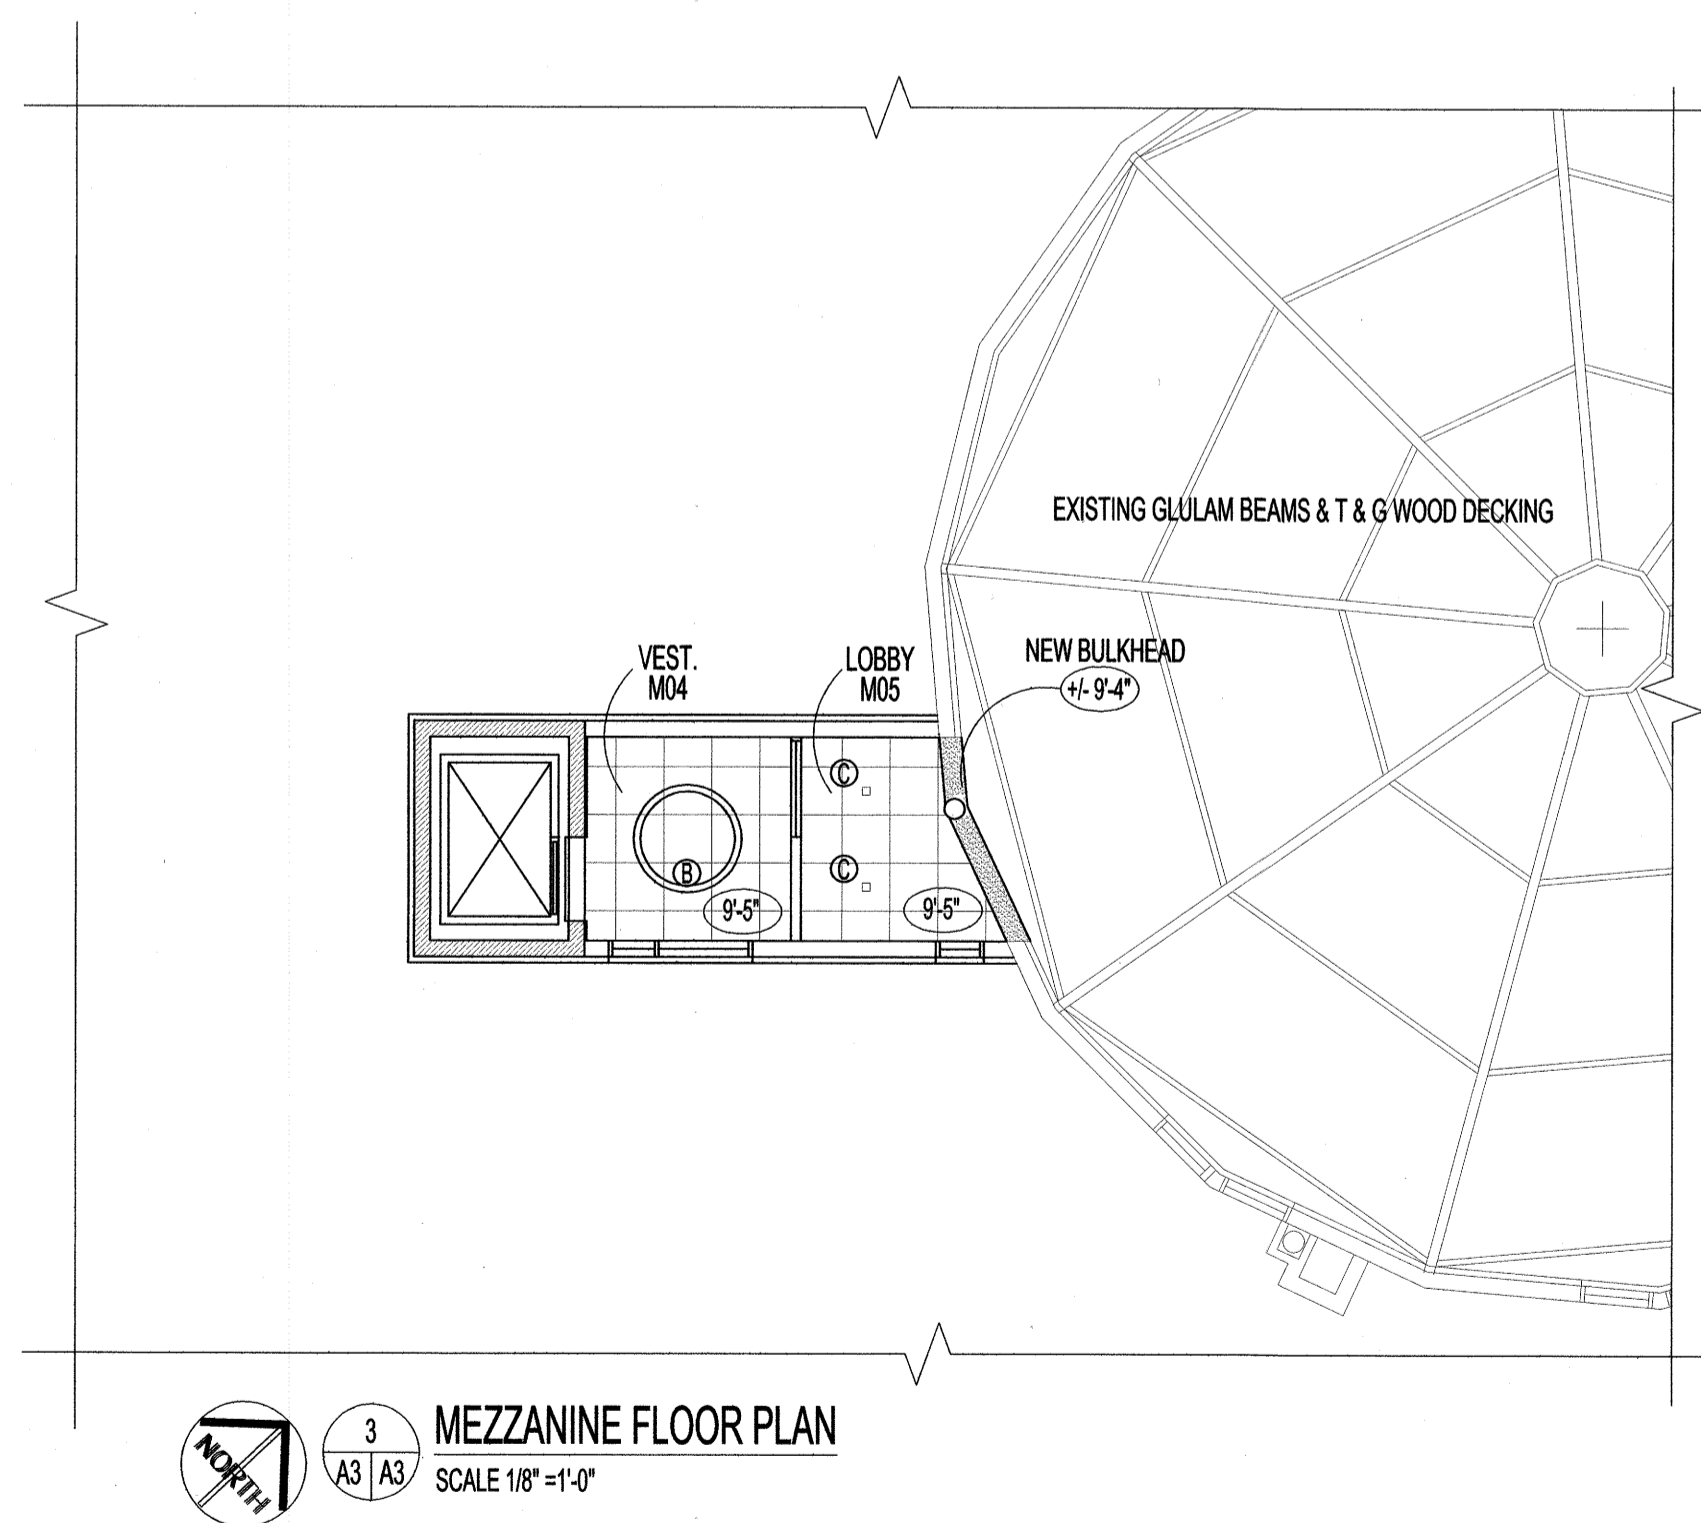 EXISTING GLULAM BEAMS & T & G WOOD DECKING
VEST.
M04
LOBBY
M05
NEW BULKHEAD
+/- 9'-4"
C
C
B
9'-5"
9'-5"
NORTH
3
A3 A3
MEZZANINE FLOOR PLAN
SCALE 1/8" =1'-0"